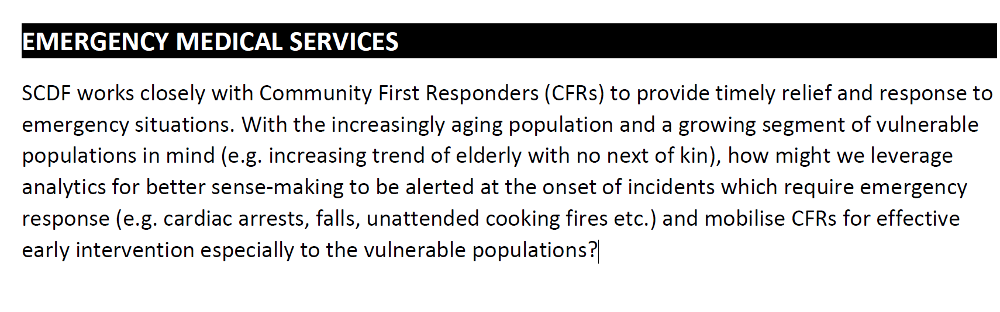 EMERGENCY MEDICAL SERVICES
SCDF works closely with Community First Responders (CFRs) to provide timely relief and response to
emergency situations. With the increasingly aging population and a growing segment of vulnerable
populations in mind (e.g. increasing trend of elderly with no next of kin), how might we leverage
analytics for better sense-making to be alerted at the onset of incidents which require emergency
response (e.g. cardiac arrests, falls, unattended cooking fires etc.) and mobilise CFRs for effective
early intervention especially to the vulnerable populations?